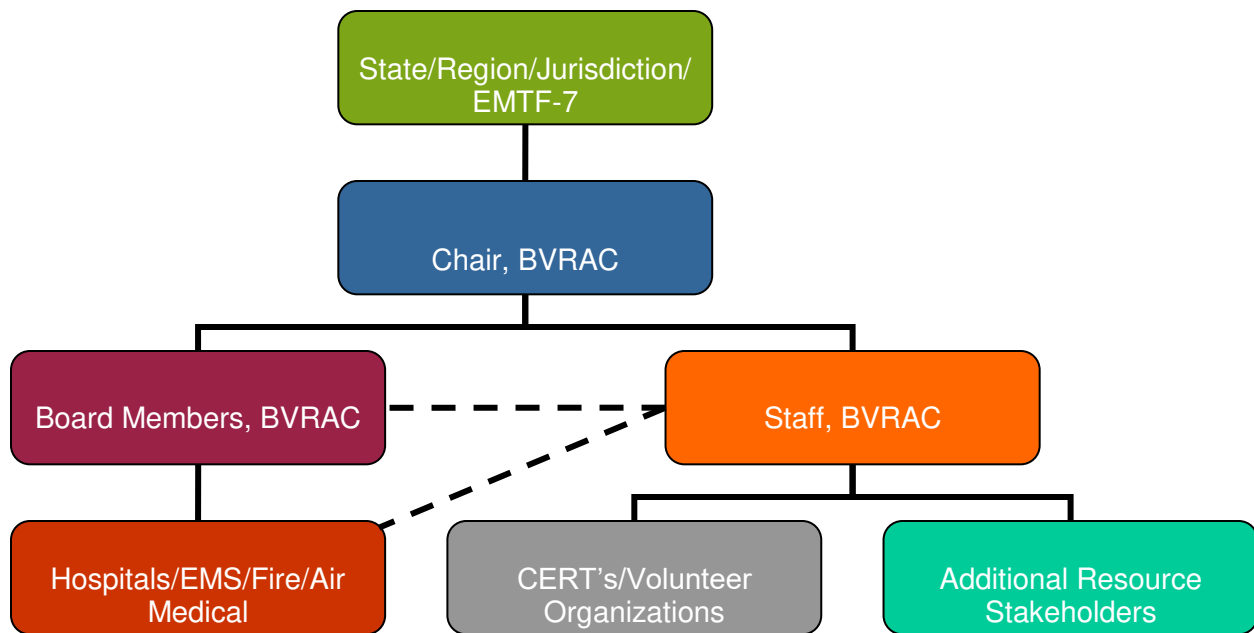 State/Region/Jurisdiction/
EMTF-7
Chair, BVRAC
Board Members, BVRAC
Staff, BVRAC
Hospitals/EMS/Fire/Air
Medical
CERT’s/Volunteer
Organizations
Additional Resource
Stakeholders